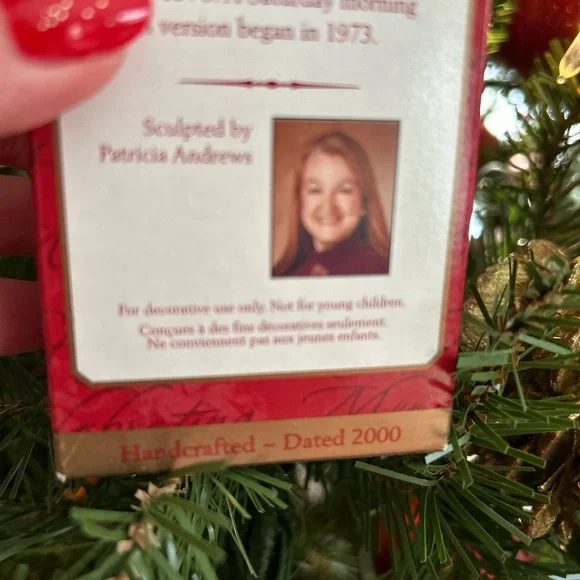 Saturday morning
version began in 1973.
Sculpted by
Patricia Andrews
For decorative use only. Not for young children.
Conçues à des fins décoratives seulement.
Ne conviennent pas aux jeunes enfants.
Handcrafted ~ Dated 2000